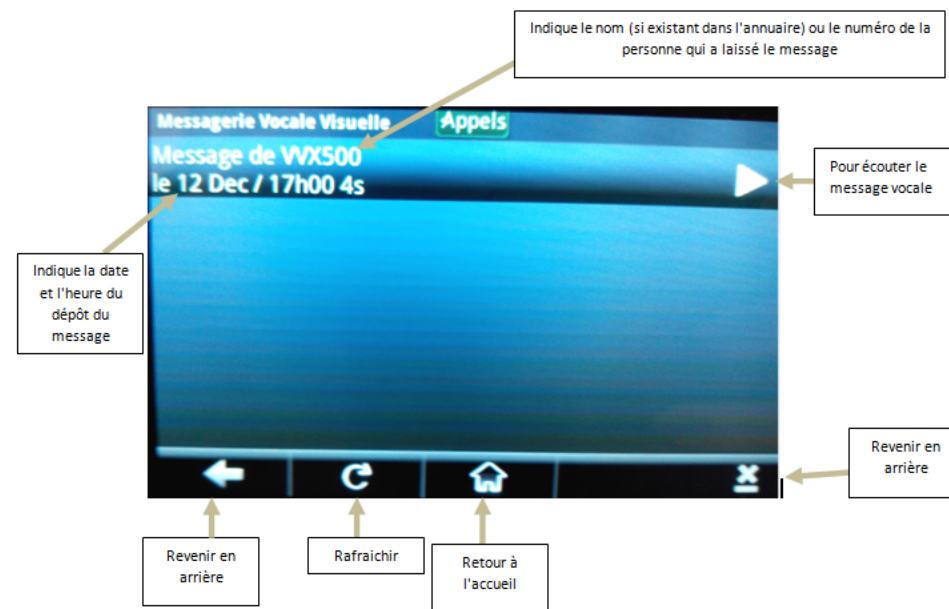 Indique le nom (si existant dans l'annuaire) ou le numéro de la
personne qui a laissé le message
Messagerie Vocale Visuelle
Appels
Message de VVX500
le 12 Dec / 17h00 4s
Pour écouter le
message vocale
Indique la date
et l'heure du
dépôt du
message
Revenir en
arrière
Revenir en
arrière
Rafraichir
Retour à
l'accueil